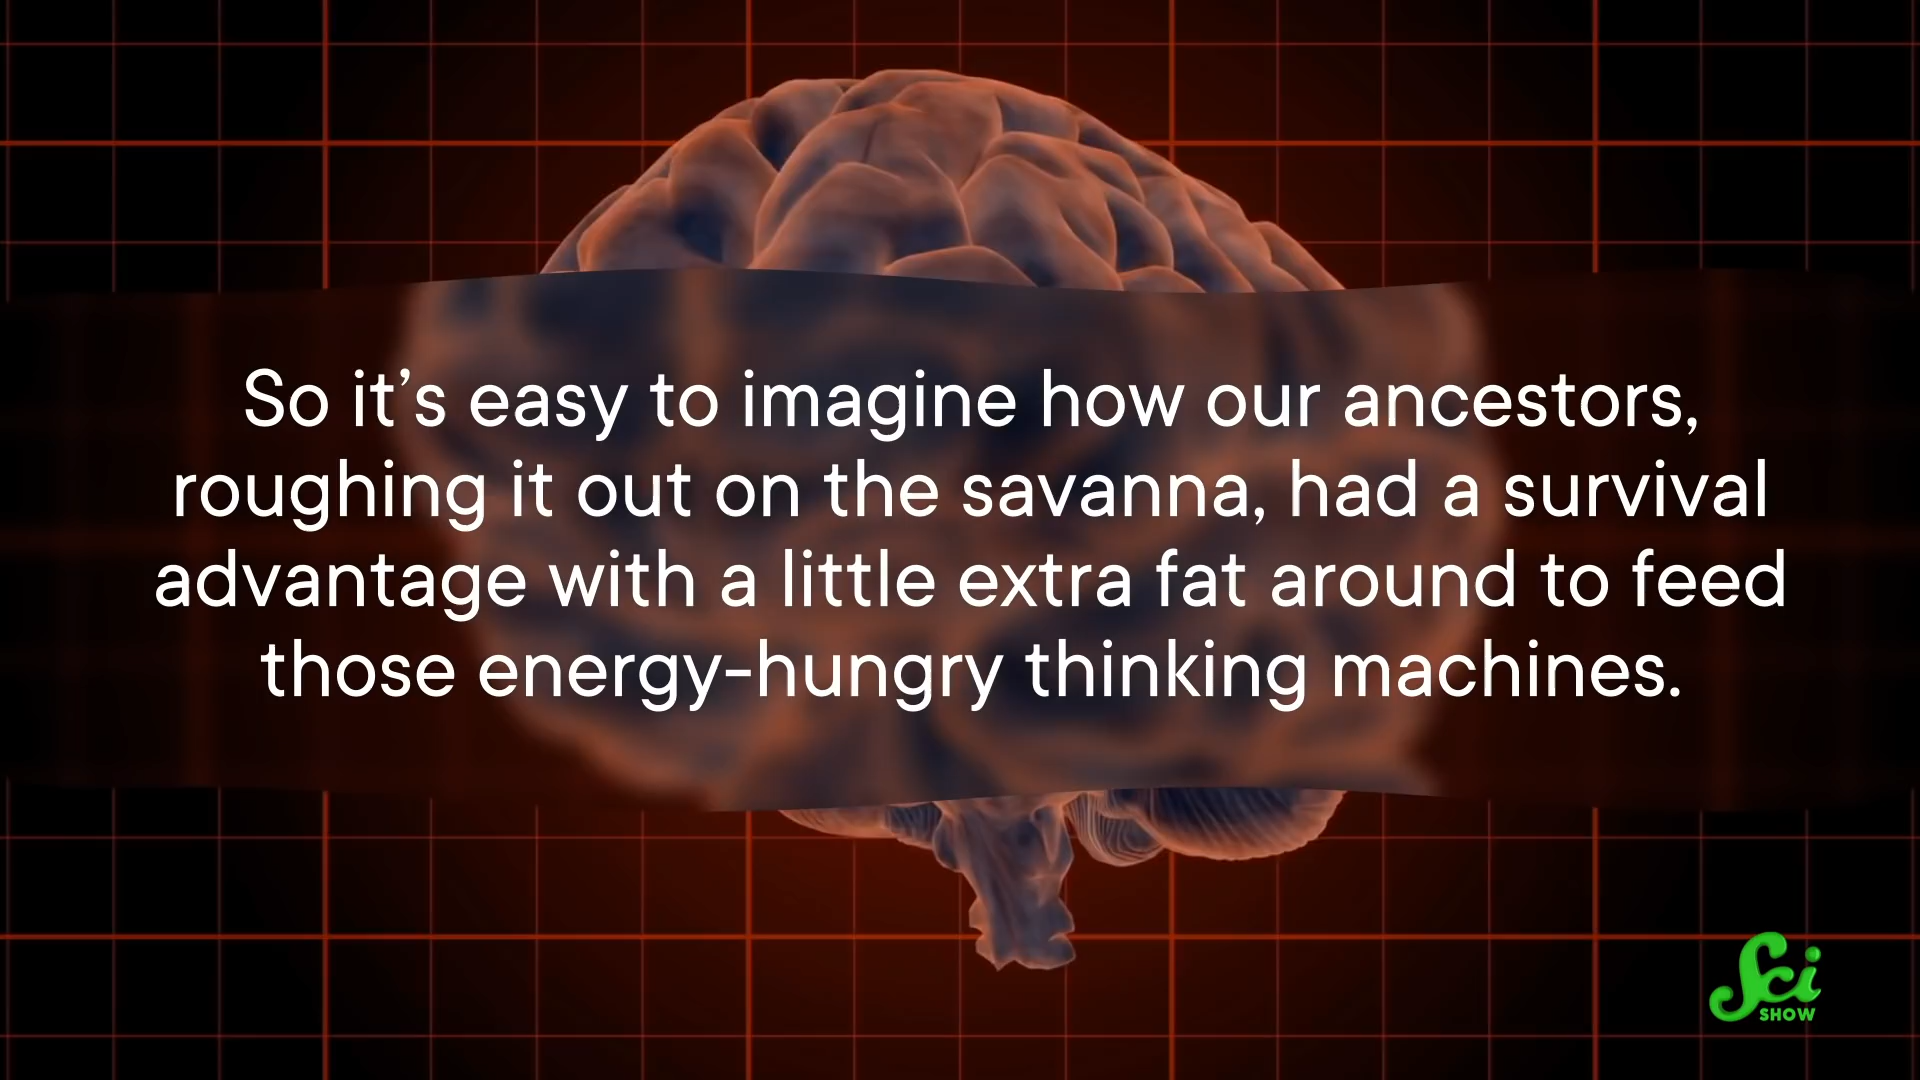 So it’s easy to imagine how our ancestors,
roughing it out on the savanna, had a survival
advantage with a little extra fat around to feed
those energy-hungry thinking machines.
Sci
SHOW